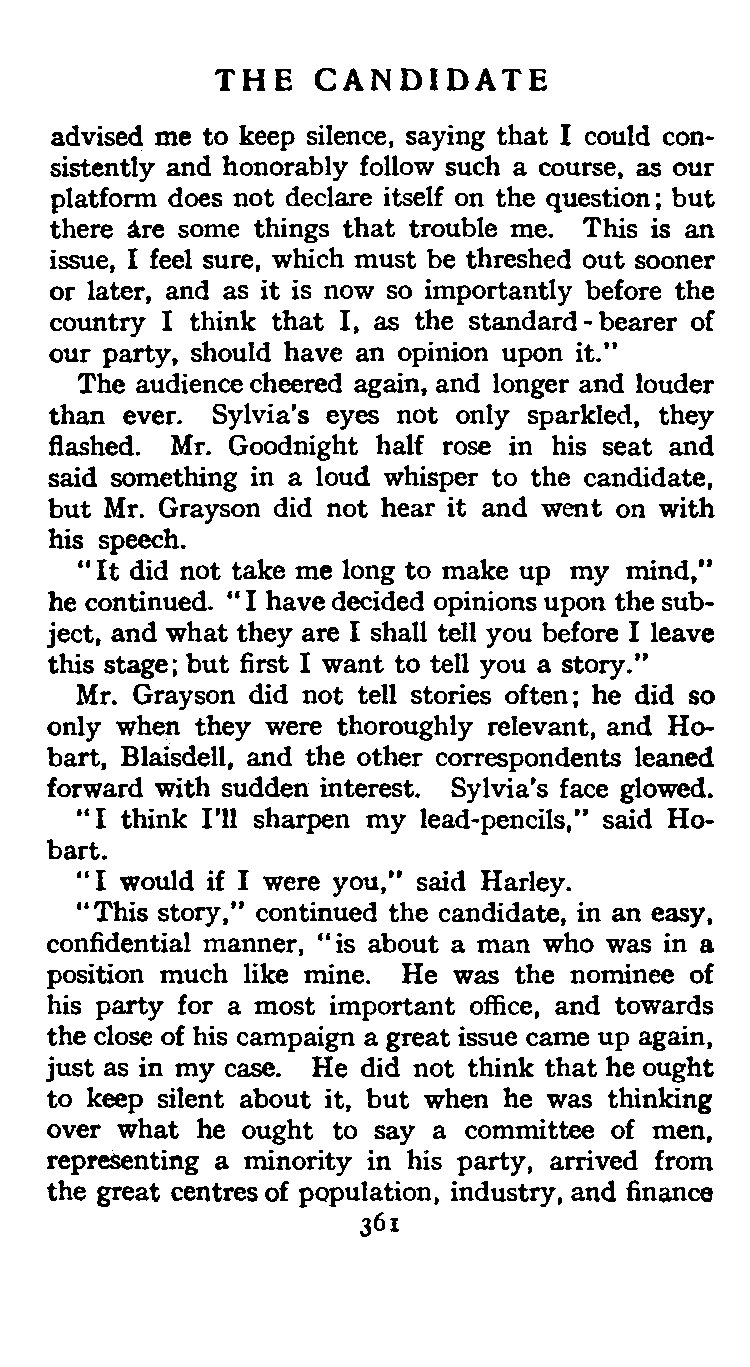 THE CANDIDATE
advised me to keep silence, saying that I could con-
sistently and honorably follow such a course, as our
platform does not declare itself on the question; but
there are some things that trouble me. This is an
issue, I feel sure, which must be threshed out sooner
or later, and as it is now so importantly before the
country I think that I, as the standard-bearer of
our party, should have an opinion upon it."
The audience cheered again, and longer and louder
than ever. Sylvia's eyes not only sparkled, they
flashed. Mr. Goodnight half rose in his seat and
said something in a loud whisper to the candidate,
but Mr. Grayson did not hear it and went on with
his speech.
"It did not take me long to make up my mind,"
he continued. "I have decided opinions upon the sub-
ject, and what they are I shall tell you before I leave
this stage; but first I want to tell you a story."
Mr. Grayson did not tell stories often; he did so
only when they were thoroughly relevant, and Ho-
bart, Blaisdell, and the other correspondents leaned
forward with sudden interest. Sylvia's face glowed.
"I think I'll sharpen my lead-pencils," said Ho-
bart.
"I would if I were you," said Harley.
"This story," continued the candidate, in an easy,
confidential manner, "is about a man who was in a
position much like mine. He was the nominee of
his party for a most important office, and towards
the close of his campaign a great issue came up again,
just as in my case. He did not think that he ought
to keep silent about it, but when he was thinking
over what he ought to say a committee of men,
representing a minority in his party, arrived from
the great centres of population, industry, and finance
361